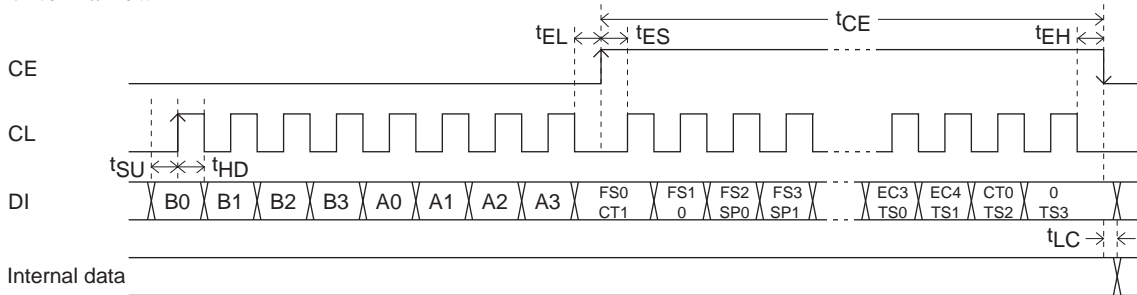 tCE
tEL tES tEH
CE
CL
tSU tHD
DI B0 B1 B2 B3 A0 A1 A2 A3 FS0 FS1 FS2 FS3 EC3 EC4 CT0 0
CT1 0 SP0 SP1 TS0 TS1 TS2 TS3
tLC
Internal data